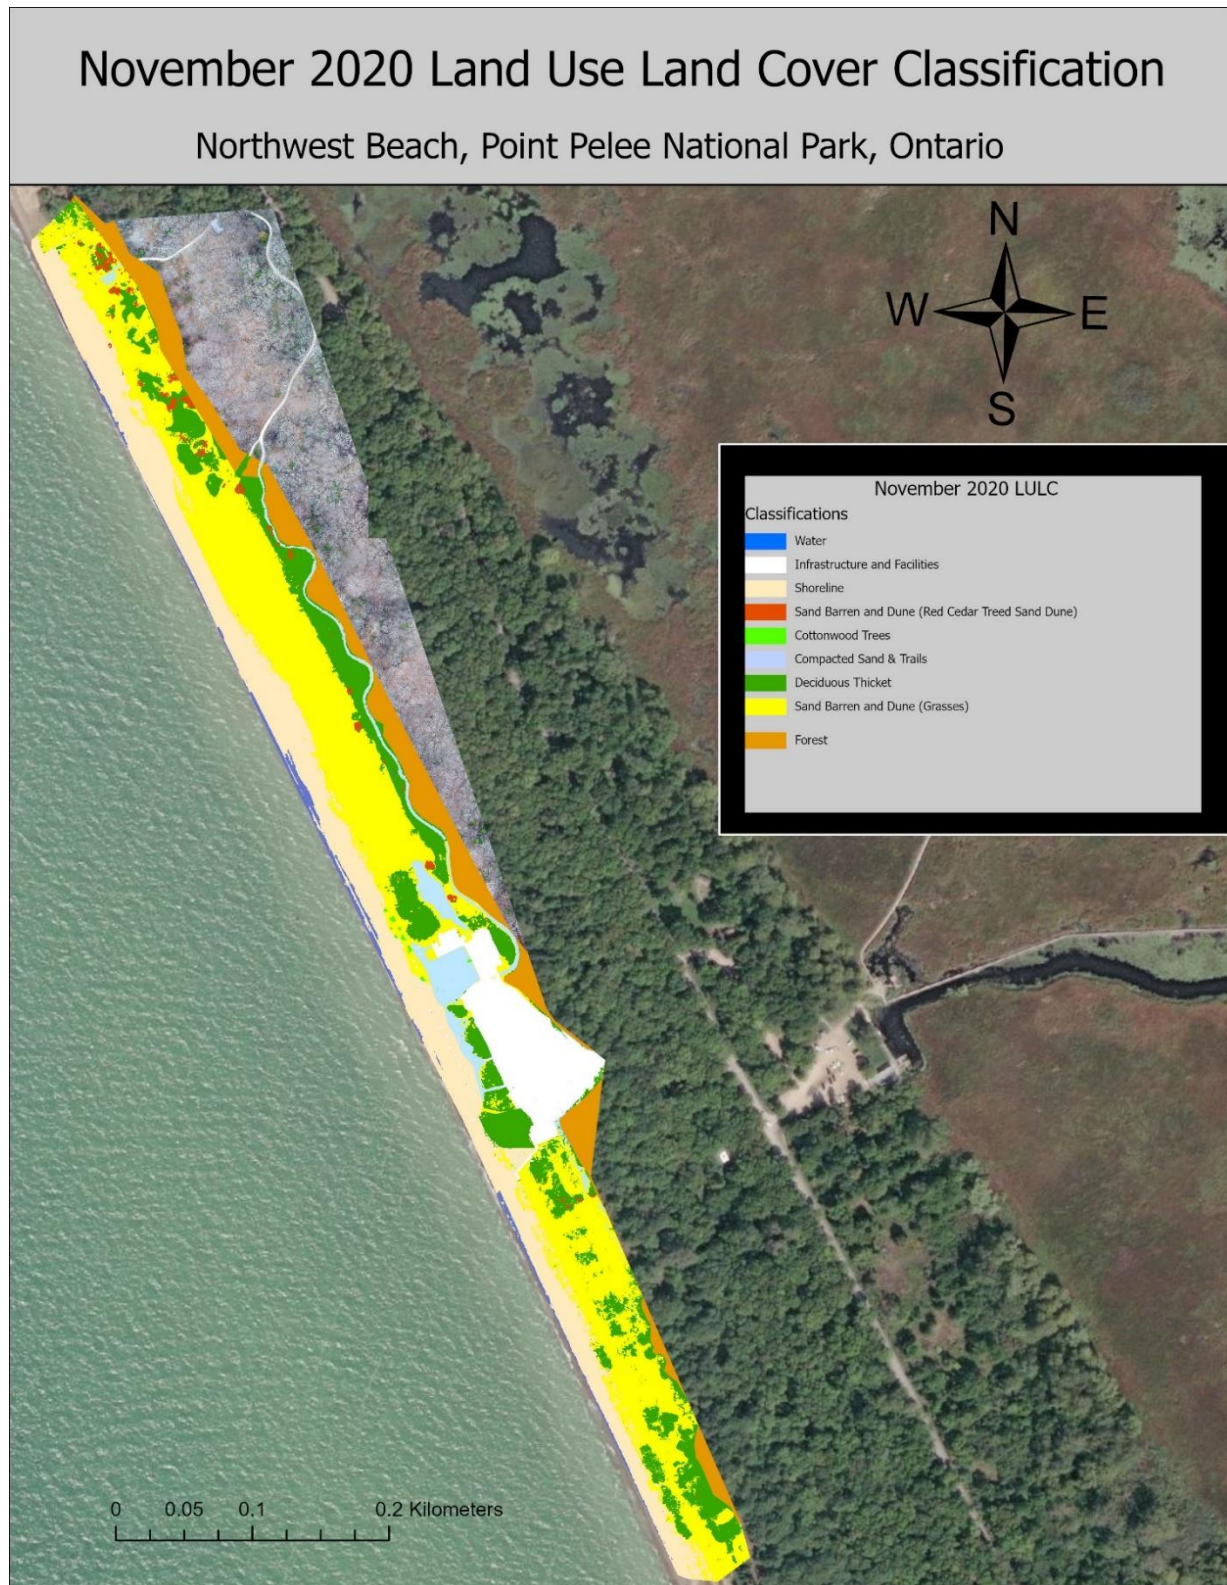 November 2020 Land Use Land Cover Classification
Northwest Beach, Point Pelee National Park, Ontario
N
W E
S
November 2020 LULC
Classifications
Water
Infrastructure and Facilities
Shoreline
Sand Barren and Dune (Red Cedar Treed Sand Dune)
Cottonwood Trees
Compacted Sand & Trails
Deciduous Thicket
Sand Barren and Dune (Grasses)
Forest
0 0.05 0.1 0.2 Kilometers